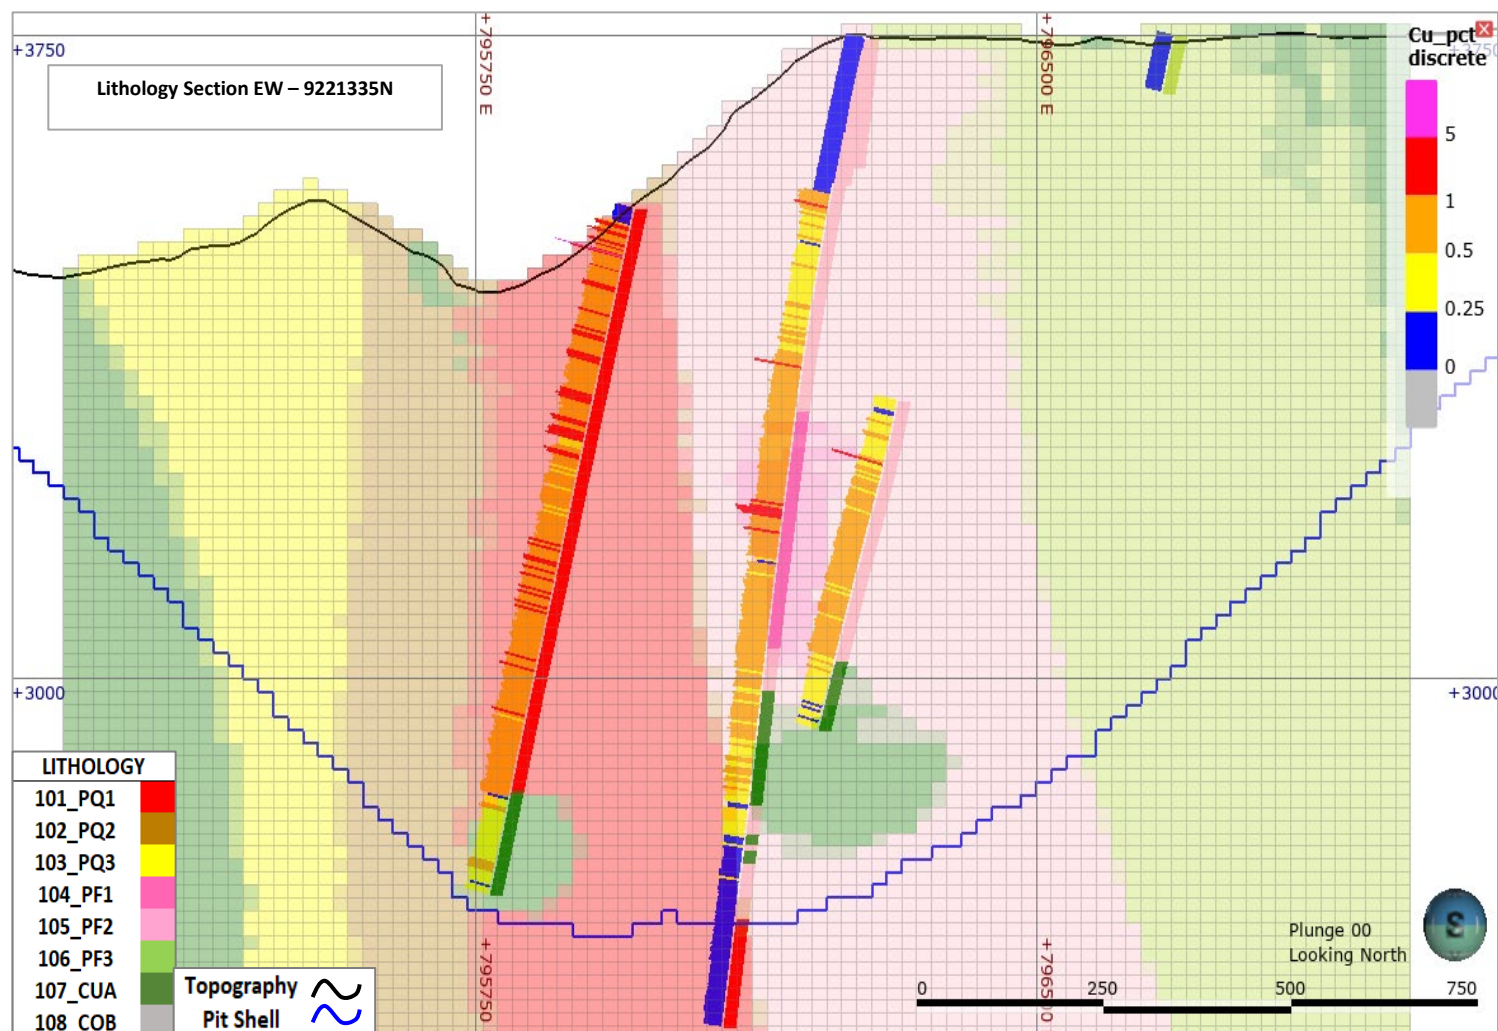 +3750
Lithology Section EW – 9221335N
+795750 E
+796500 E
+3750
Cu_pct
discrete
5
1
0.5
0.25
0
+3000
+3000
LITHOLOGY
101_PQ1
102_PQ2
103_PQ3
104_PF1
105_PF2
106_PF3
107_CUA
108_COB
Topography
Pit Shell
+795750
+796500
Plunge 00
Looking North
S
0
250
500
750